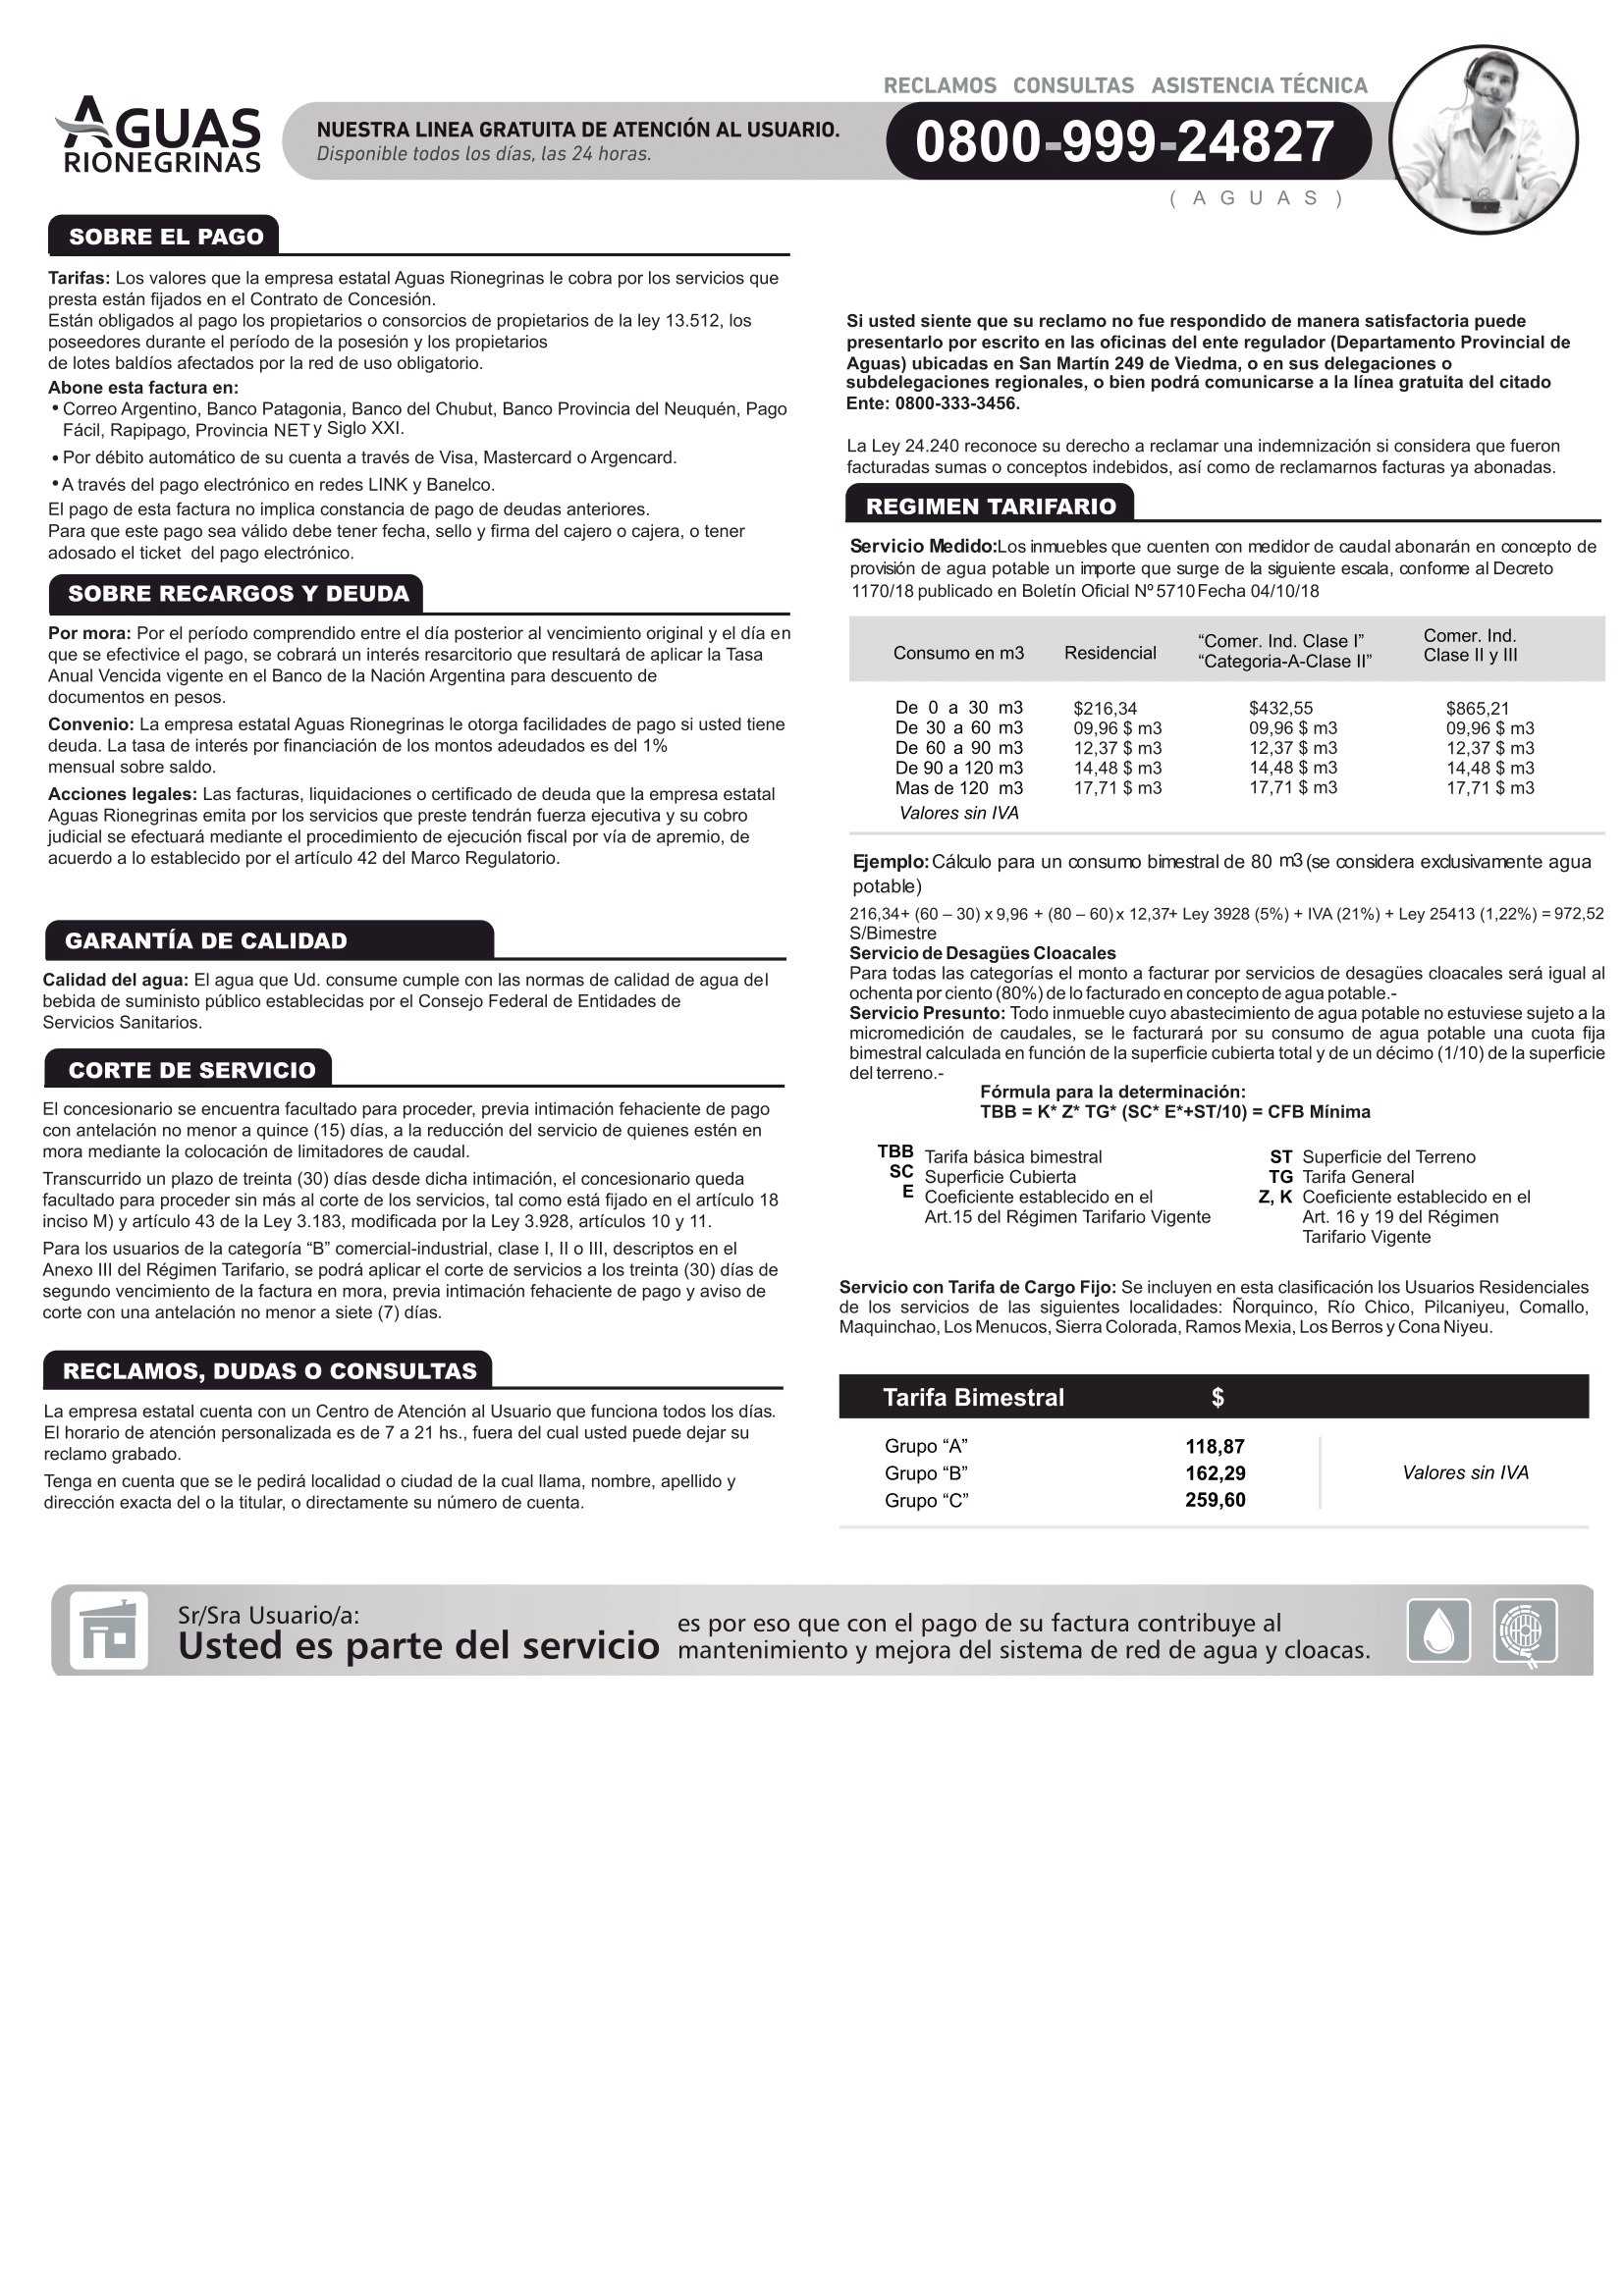 AGUAS
RIONEGRINAS
NUESTRA LINEA GRATUITA DE ATENCIÓN AL USUARIO.
Disponible todos los días, las 24 horas.
RECLAMOS CONSULTAS ASISTENCIA TÉCNICA
0800-999-24827
( A G U A S )
SOBRE EL PAGO
Tarifas: Los valores que la empresa estatal Aguas Rionegrinas le cobra por los servicios que
presta están fijados en el Contrato de Concesión.
Están obligados al pago los propietarios o consorcios de propietarios de la ley 13.512, los
poseedores durante el período de la posesión y los propietarios
de lotes baldíos afectados por la red de uso obligatorio.
Abone esta factura en:
• Correo Argentino, Banco Patagonia, Banco del Chubut, Banco Provincia del Neuquén, Pago
Fácil, Rapipago, Provincia NET y Siglo XXI.
• Por débito automático de su cuenta a través de Visa, Mastercard o Argencard.
• A través del pago electrónico en redes LINK y Banelco.
El pago de esta factura no implica constancia de pago de deudas anteriores.
Para que este pago sea válido debe tener fecha, sello y firma del cajero o cajera, o tener
adosado el ticket del pago electrónico.
SOBRE RECARGOS Y DEUDA
Por mora: Por el período comprendido entre el día posterior al vencimiento original y el día en
que se efectivice el pago, se cobrará un interés resarcitorio que resultará de aplicar la Tasa
Anual Vencida vigente en el Banco de la Nación Argentina para descuento de
documentos en pesos.
Convenio: La empresa estatal Aguas Rionegrinas le otorga facilidades de pago si usted tiene
deuda. La tasa de interés por financiación de los montos adeudados es del 1%
mensual sobre saldo.
Acciones legales: Las facturas, liquidaciones o certificado de deuda que la empresa estatal
Aguas Rionegrinas emita por los servicios que preste tendrán fuerza ejecutiva y su cobro
judicial se efectuará mediante el procedimiento de ejecución fiscal por vía de apremio, de
acuerdo a lo establecido por el artículo 42 del Marco Regulatorio.
GARANTÍA DE CALIDAD
Calidad del agua: El agua que Ud. consume cumple con las normas de calidad de agua del
bebida de suministo público establecidas por el Consejo Federal de Entidades de
Servicios Sanitarios.
CORTE DE SERVICIO
El concesionario se encuentra facultado para proceder, previa intimación fehaciente de pago
con antelación no menor a quince (15) días, a la reducción del servicio de quienes estén en
mora mediante la colocación de limitadores de caudal.
Transcurrido un plazo de treinta (30) días desde dicha intimación, el concesionario queda
facultado para proceder sin más al corte de los servicios, tal como está fijado en el artículo 18
inciso M) y artículo 43 de la Ley 3.183, modificada por la Ley 3.928, artículos 10 y 11.
Para los usuarios de la categoría “B” comercial-industrial, clase I, II o III, descriptos en el
Anexo III del Régimen Tarifario, se podrá aplicar el corte de servicios a los treinta (30) días de
segundo vencimiento de la factura en mora, previa intimación fehaciente de pago y aviso de
corte con una antelación no menor a siete (7) días.
RECLAMOS, DUDAS O CONSULTAS
La empresa estatal cuenta con un Centro de Atención al Usuario que funciona todos los días.
El horario de atención personalizada es de 7 a 21 hs., fuera del cual usted puede dejar su
reclamo grabado.
Tenga en cuenta que se le pedirá localidad o ciudad de la cual llama, nombre, apellido y
dirección exacta del o la titular, o directamente su número de cuenta.
Si usted siente que su reclamo no fue respondido de manera satisfactoria puede
presentarlo por escrito en las oficinas del ente regulador (Departamento Provincial de
Aguas) ubicadas en San Martín 249 de Viedma, o en sus delegaciones o
subdelegaciones regionales, o bien podrá comunicarse a la línea gratuita del citado
Ente: 0800-333-3456.
La Ley 24.240 reconoce su derecho a reclamar una indemnización si considera que fueron
facturadas sumas o conceptos indebidos, así como de reclamarnos facturas ya abonadas.
REGIMEN TARIFARIO
Servicio Medido: Los inmuebles que cuenten con medidor de caudal abonarán en concepto de
provisión de agua potable un importe que surge de la siguiente escala, conforme al Decreto
1170/18 publicado en Boletín Oficial Nº 5710 Fecha 04/10/18
Consumo en m3 Residencial “Comer. Ind. Clase I” “Categoria-A-Clase II” Comer. Ind. Clase II y III
De 0 a 30 m3 $216,34 $432,55 $865,21
De 30 a 60 m3 09,96 $ m3 09,96 $ m3 09,96 $ m3
De 60 a 90 m3 12,37 $ m3 12,37 $ m3 12,37 $ m3
De 90 a 120 m3 14,48 $ m3 14,48 $ m3 14,48 $ m3
Mas de 120 m3 17,71 $ m3 17,71 $ m3 17,71 $ m3
Valores sin IVA
Ejemplo: Cálculo para un consumo bimestral de 80 m3 (se considera exclusivamente agua
potable)
216,34+ (60 – 30) x 9,96 + (80 – 60) x 12,37+ Ley 3928 (5%) + IVA (21%) + Ley 25413 (1,22%) = 972,52
S/Bimestre
Servicio de Desagües Cloacales
Para todas las categorías el monto a facturar por servicios de desagües cloacales será igual al
ochenta por ciento (80%) de lo facturado en concepto de agua potable.-
Servicio Presunto: Todo inmueble cuyo abastecimiento de agua potable no estuviese sujeto a la
micromedición de caudales, se le facturará por su consumo de agua potable una cuota fija
bimestral calculada en función de la superficie cubierta total y de un décimo (1/10) de la superficie
del terreno.-
Fórmula para la determinación:
TBB = K* Z* TG* (SC* E*+ST/10) = CFB Mínima
TBB Tarifa básica bimestral
SC Superficie Cubierta
E Coeficiente establecido en el
Art.15 del Régimen Tarifario Vigente
ST Superficie del Terreno
TG Tarifa General
Z, K Coeficiente establecido en el
Art. 16 y 19 del Régimen
Tarifario Vigente
Servicio con Tarifa de Cargo Fijo: Se incluyen en esta clasificación los Usuarios Residenciales
de los servicios de las siguientes localidades: Ñorquinco, Río Chico, Pilcaniyeu, Comallo,
Maquinchao, Los Menucos, Sierra Colorada, Ramos Mexia, Los Berros y Cona Niyeu.
Tarifa Bimestral $
Grupo “A” 118,87
Grupo “B” 162,29 Valores sin IVA
Grupo “C” 259,60
Sr/Sra Usuario/a:
Usted es parte del servicio
es por eso que con el pago de su factura contribuye al
mantenimiento y mejora del sistema de red de agua y cloacas.